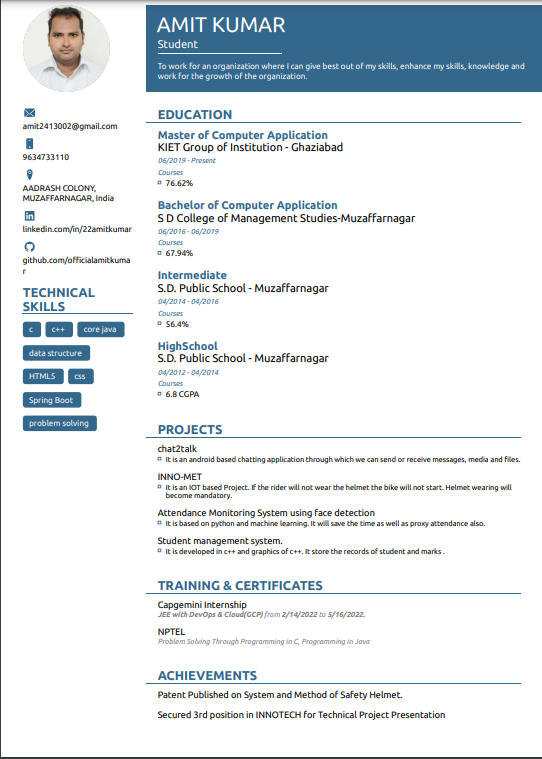 AMIT KUMAR
Student
To work for an organization where I can give best out of my skills, enhance my skills, knowledge and
work for the growth of the organization.
amit2413002@gmail.com
9634733110
AADRASH COLONY,
MUZAFFARNAGAR, India
linkedin.com/in/22amitkumar
github.com/officialamitkuma
r
TECHNICAL
SKILLS
c c++ core java
data structure
HTML5 css
Spring Boot
problem solving
EDUCATION
Master of Computer Application
KIET Group of Institution - Ghaziabad
06/2019 - Present
Courses
76.62%
Bachelor of Computer Application
S D College of Management Studies-Muzaffarnagar
06/2016 - 06/2019
Courses
67.94%
Intermediate
S.D. Public School - Muzaffarnagar
04/2014 - 04/2016
Courses
56.4%
HighSchool
S.D. Public School - Muzaffarnagar
04/2012 - 04/2014
Courses
6.8 CGPA
PROJECTS
chat2talk
It is an android based chatting application through which we can send or receive messages, media and files.
INNO-MET
It is an IOT based Project. If the rider will not wear the helmet the bike will not start. Helmet wearing will
become mandatory.
Attendance Monitoring System using face detection
It is based on python and machine learning. It will save the time as well as proxy attendance also.
Student management system.
It is developed in c++ and graphics of c++. It store the records of student and marks .
TRAINING & CERTIFICATES
Capgemini Internship
JEE with DevOps & Cloud(GCP) from 2/14/2022 to 5/16/2022.
NPTEL
Problem Solving Through Programming in C, Programming in Java
ACHIEVEMENTS
Patent Published on System and Method of Safety Helmet.
Secured 3rd position in INNOTECH for Technical Project Presentation